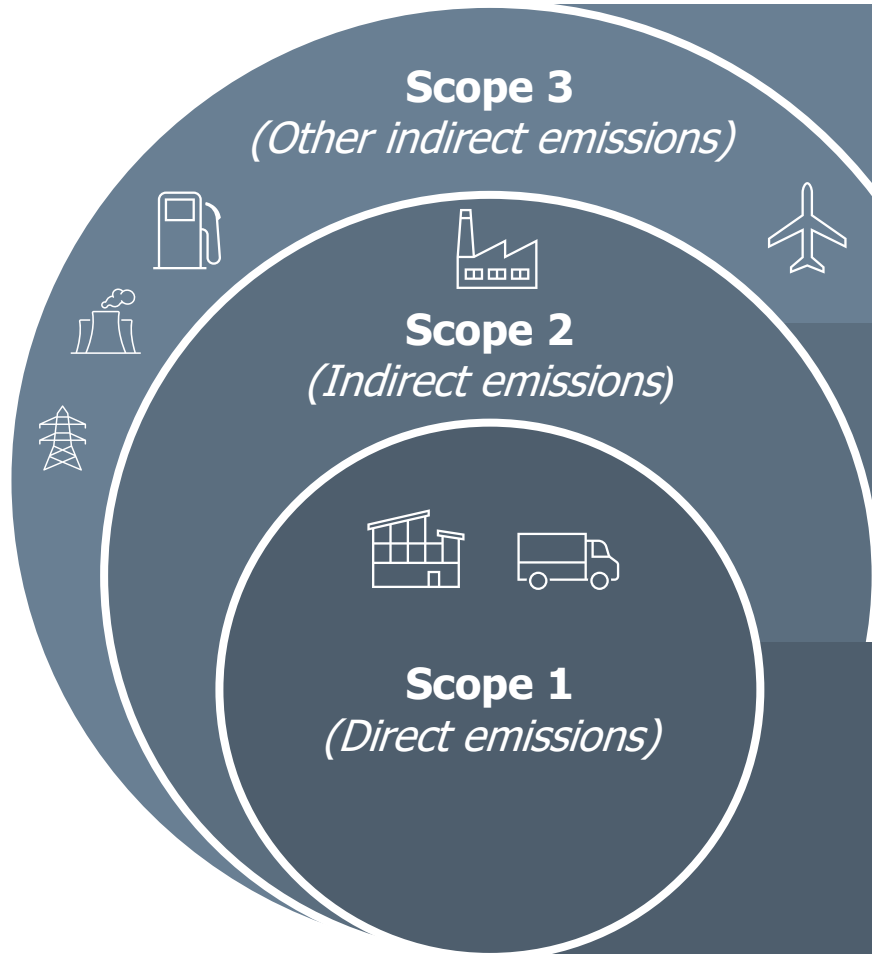 Scope 3
(Other indirect emissions)
Scope 2
(Indirect emissions)
Scope 1
(Direct emissions)